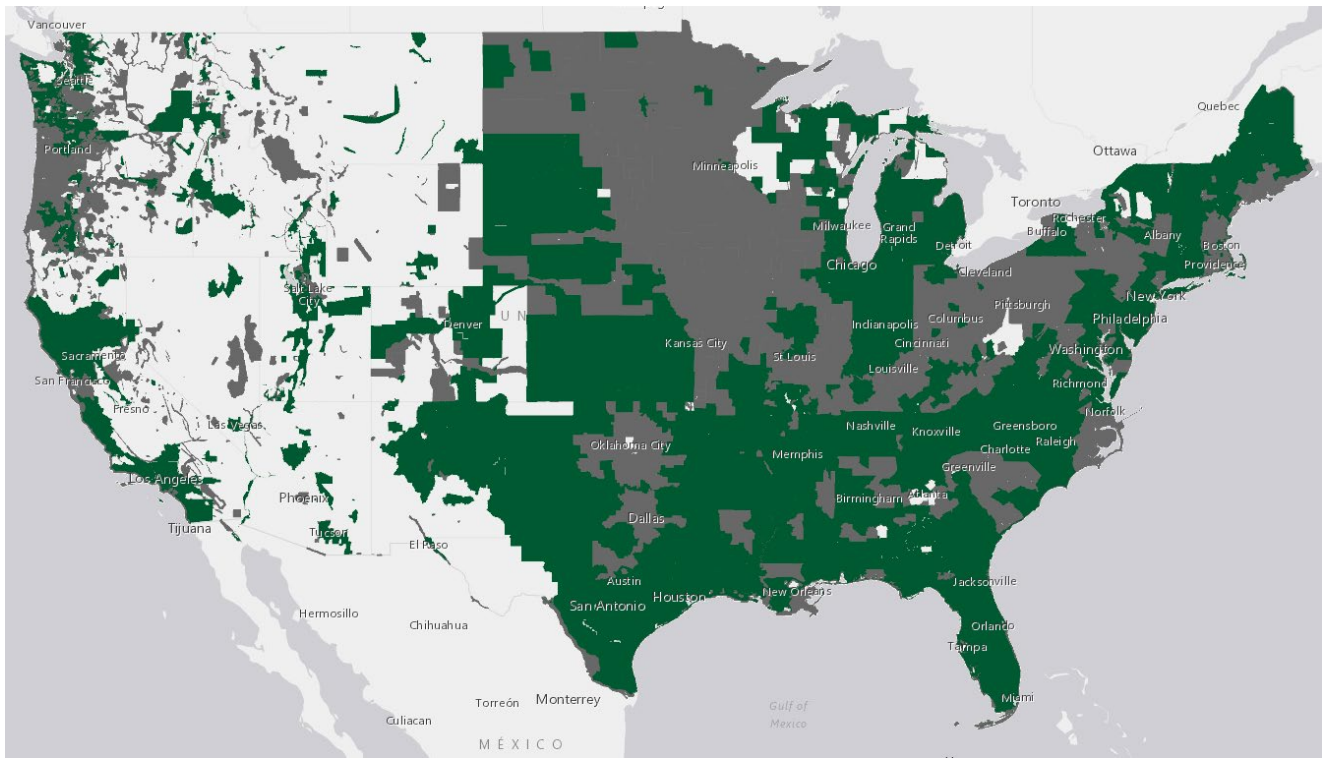 Vancouver
Seattle
Quebec
Ottawa
Portland
Minneapolis
Toronto
Rochester
Buffalo
Milwaukee
Grand
Rapids
Detroit
Albany
Boston
Providence
Chicago
Cleveland
Salt Lake
City
New York
Pittsburgh
U N
Denver
Indianapolis
Columbus
Philadelphia
Kansas City
Cincinnati
Washington
Sacramento
St Louis
Louisville
San Francisco
Richmond
Fresno
Norfolk
Las Vegas
Nashville
Knoxville
Greensboro
Raleigh
Oklahoma City
Memphis
Charlotte
Greenville
Los Angeles
Phoenix
Birmingham
Atlanta
Dallas
Tijuana
Tucson
El Paso
Austin
Jacksonville
Houston
New Orleans
San Antonio
Hermosillo
Chihuahua
Orlando
Tampa
Miami
Torreón
Monterrey
Gulf of
Mexico
Culiacan
MÉXICO